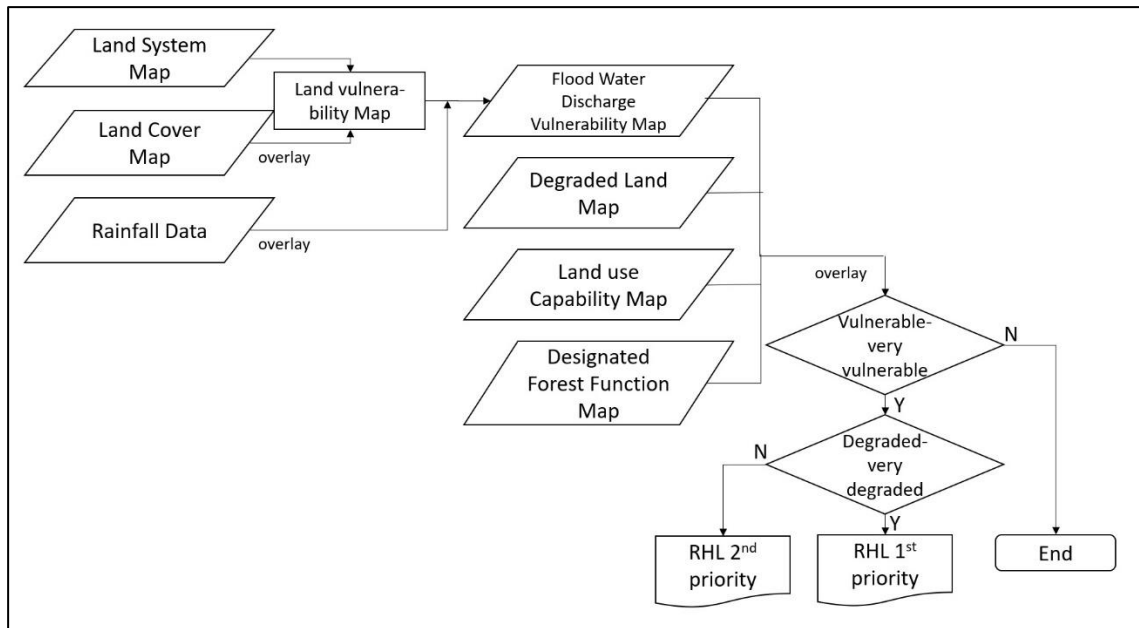 Land System
Map
Land Cover
Map
overlay
Rainfall Data
overlay
Land vulnera-
bility Map
Flood Water
Discharge
Vulnerability Map
Degraded Land
Map
Land use
Capability Map
Designated
Forest Function
Map
overlay
Vulnerable-
very
vulnerable
N
Y
Degraded-
very
degraded
N
Y
RHL 2nd
priority
RHL 1st
priority
End